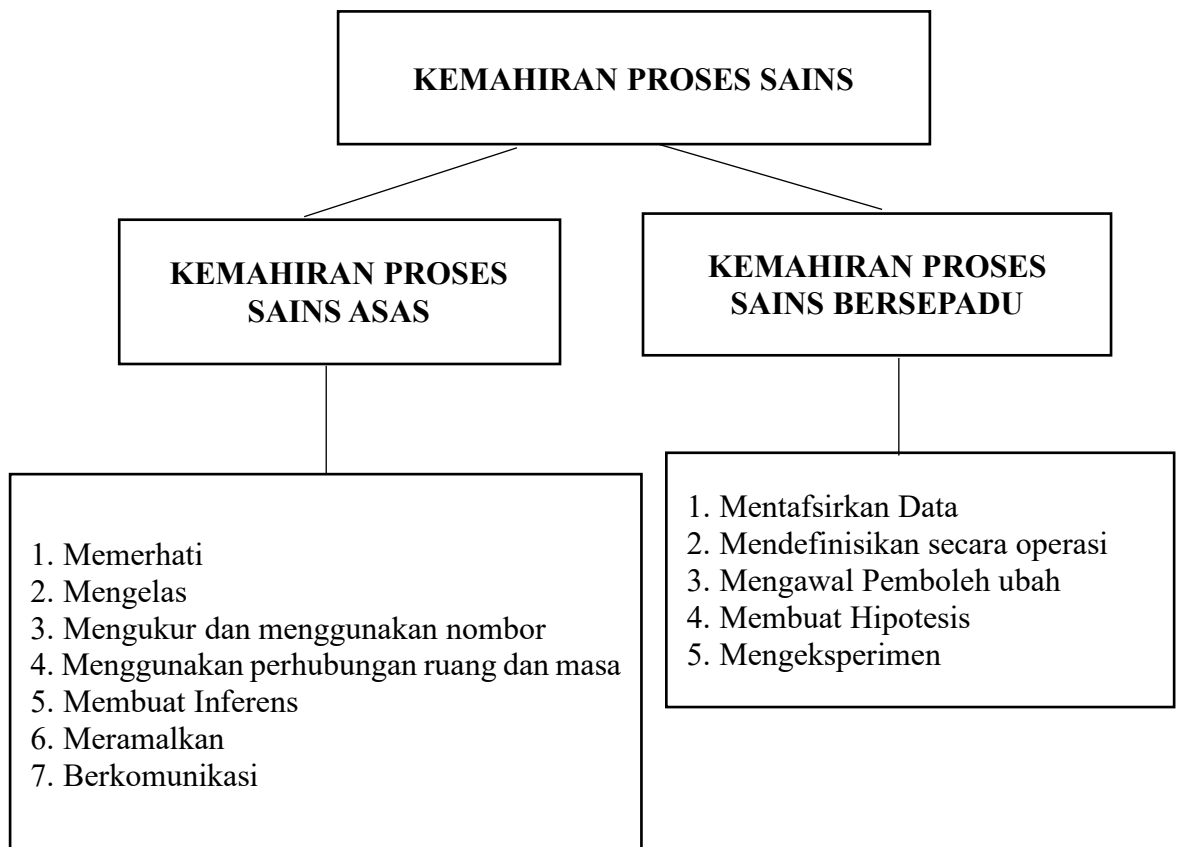 KEMAHIRAN PROSES SAINS
KEMAHIRAN PROSES
SAINS ASAS
KEMAHIRAN PROSES
SAINS BERSEPADU
1. Memerhati
2. Mengelas
3. Mengukur dan menggunakan nombor
4. Menggunakan perhubungan ruang dan masa
5. Membuat Inferens
6. Meramalkan
7. Berkomunikasi
1. Mentafsirkan Data
2. Mendefinisikan secara operasi
3. Mengawal Pemboleh ubah
4. Membuat Hipotesis
5. Mengeksperimen